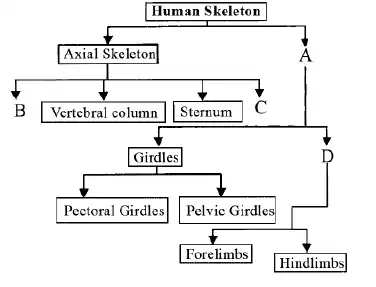 Human Skeleton
Axial Skeleton
A
B
Vertebral column
Sternum
C
Girdles
D
Pectoral Girdles
Pelvic Girdles
Forelimbs
Hindlimbs